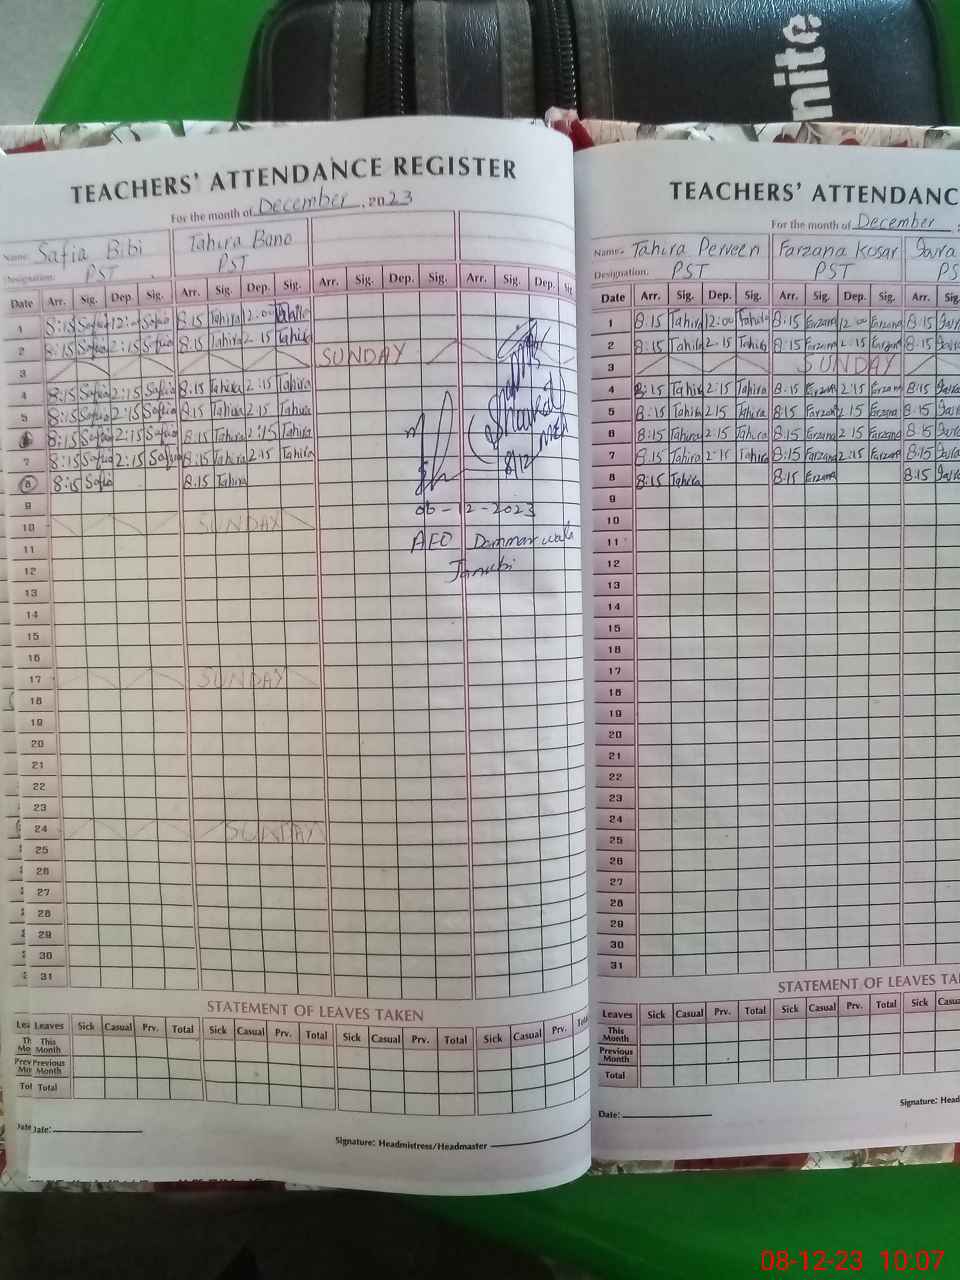 nite
TEACHERS' ATTENDANCE REGISTER
For the month of December, 2023
Name: Safia Bibi Tahira Bano
Designation: PST PST
Date Arr. Sig. Dep. Sig. Arr. Sig. Dep. Sig. Arr. Sig. Dep. Sig. Arr. Sig. Dep. Sig.
1 8:15 Safia 12:00 Safia 8:15 Tahira 12:00 Tahira
2 8:15 Safia 2:15 Safia 8:15 Tahira 2:15 Tahira
3 SUNDAY
4 8:15 Safia 2:15 Safia 8:15 Tahira 2:15 Tahira
5 8:15 Safia 2:15 Safia 8:15 Tahira 2:15 Tahira
8:15 Safia 2:15 Safia 8:15 Tahira 2:15 Tahira
7 8:15 Safia 2:15 Safia 8:15 Tahira 2:15 Tahira
8 8:15 Safia 8:15 Tahira
9
10 SUNDAY
11
12
13
14
15
16
17 SUNDAY
18
19
20
21
22
23
24 SUNDAY
25
26
27
28
29
30
31
Shaukat
8/12
06-12-2023
AEO Dammar wala
Janubi
STATEMENT OF LEAVES TAKEN
Leaves Sick Casual Prv. Total Sick Casual Prv. Total Sick Casual Prv. Total Sick Casual Prv. Total
This Month
Previous Month
Total
Date:
Signature: Headmistress/Headmaster
TEACHERS' ATTENDANC
For the month of December
Name- Tahira Perveen Farzana Kosar
Designation: PST PST PS
Date Arr. Sig. Dep. Sig. Arr. Sig. Dep. Sig. Arr. Sig.
1 8:15 Tahira 12:00 Tahira 8:15 Farzana 12:00 Farzana 8:15
2 8:15 Tahira 2:15 Tahira 8:15 Farzana 2:15 Farzana 8:15
3 SUNDAY
4 8:15 Tahira 2:15 Tahira 8:15 Farzana 2:15 Farzana 8:15
5 8:15 Tahira 2:15 Tahira 8:15 Farzana 2:15 Farzana 8:15
6 8:15 Tahira 2:15 Tahira 8:15 Farzana 2:15 Farzana 8:15
7 8:15 Tahira 2:15 Tahira 8:15 Farzana 2:15 Farzana 8:15
8 8:15 Tahira 8:15 Farzana 8:15
9
10
11
12
13
14
15
16
17
18
19
20
21
22
23
24
25
26
27
28
29
30
31
STATEMENT OF LEAVES TA
Leaves Sick Casual Prv. Total Sick Casual Prv. Total Sick Casua
This Month
Previous Month
Total
Date:
Signature: Head
08-12-23 10:07